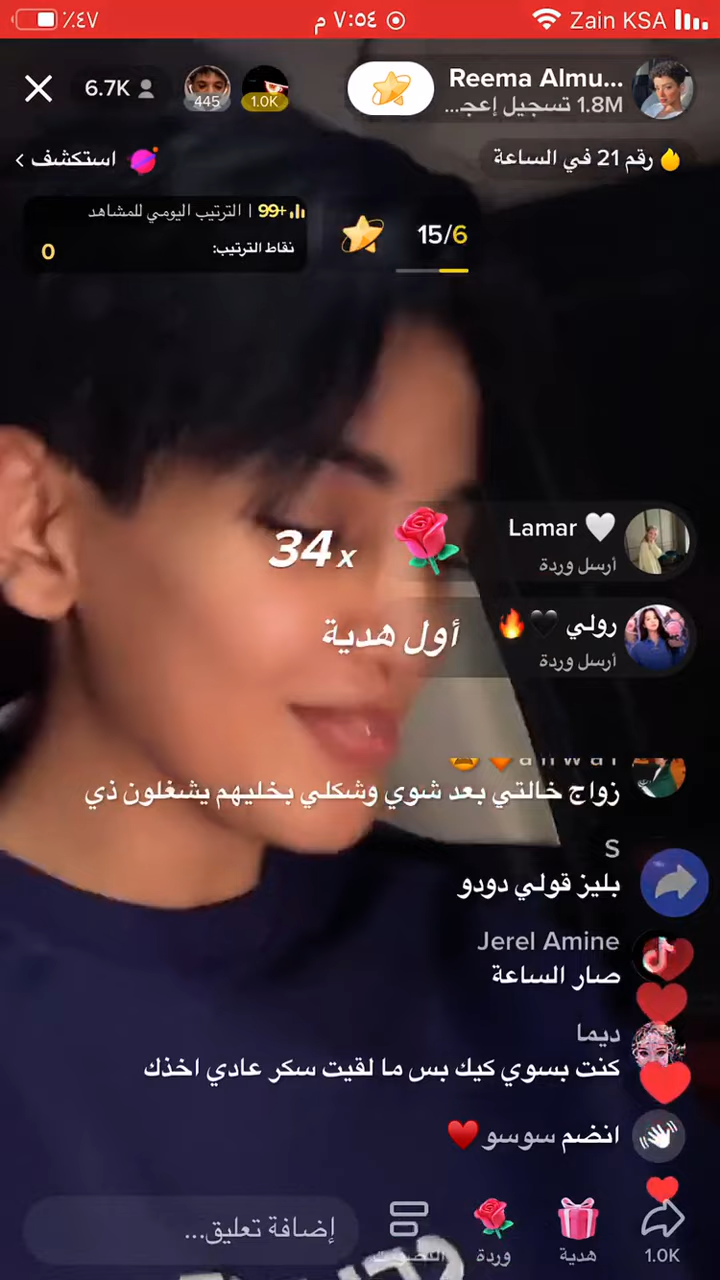 ٪٤٧
٧:٥٤ م
Zain KSA
6.7K
445
1.0K
Reema Almu...
1.8M تسجيل إعج...
استكشف
رقم 21 في الساعة
99+ | الترتيب اليومي للمشاهد
نقاط الترتيب:
0
15/6
Lamar 🤍
أرسل وردة
34x
رولي 🖤🔥
أرسل وردة
أول هدية
زواج خالتي بعد شوي وشكلي بخليهم يشغلون ذي
S
بليز قولي دودو
Jerel Amine
صار الساعة
ديما
كنت بسوي كيك بس ما لقيت سكر عادي اخذك
انضم سوسو ♥️
إضافة تعليق...
وردة
هدية
1.0K